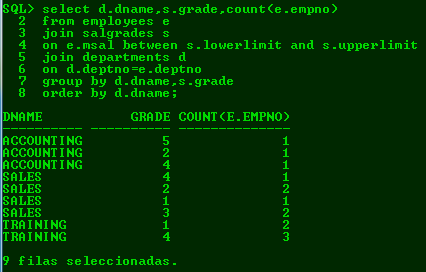 SQL> select d.dname,s.grade,count(e.empno)
2 from employees e
3 join salgrades s
4 on e.msal between s.lowerlimit and s.upperlimit
5 join departments d
6 on d.deptno=e.deptno
7 group by d.dname,s.grade
8 order by d.dname;
DNAME GRADE COUNT(E.EMPNO)
---------- ---------- --------------
ACCOUNTING 5 1
ACCOUNTING 2 1
ACCOUNTING 4 1
SALES 4 1
SALES 2 2
SALES 1 1
SALES 3 2
TRAINING 1 2
TRAINING 4 3
9 filas seleccionadas.